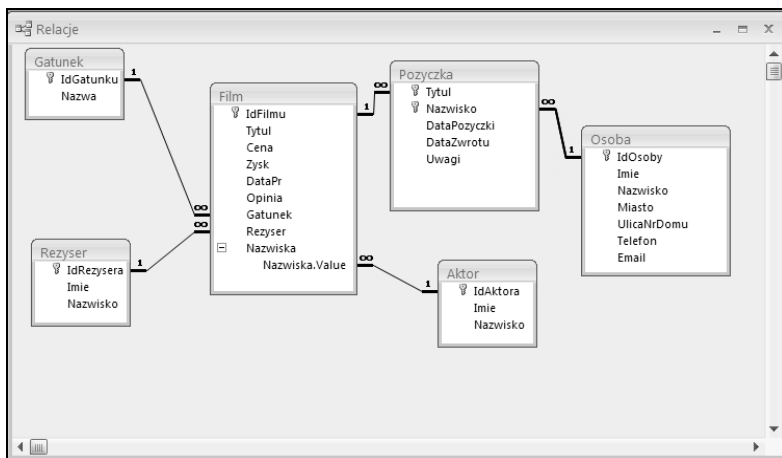 Relacje
Gatunek
IdGatunku
Nazwa
1
∞
Film
IdFilmu
Tytul
Cena
Zysk
DataPr
Opinia
Gatunek
Rezyser
Nazwiska
Nazwiska.Value
1
∞
Pozyczka
Tytul
Nazwisko
DataPozyczki
DataZwrotu
Uwagi
∞
1
Osoba
IdOsoby
Imie
Nazwisko
Miasto
UlicaNrDomu
Telefon
Email
Rezyser
IdRezysera
Imie
Nazwisko
1
∞
∞
1
Aktor
IdAktora
Imie
Nazwisko